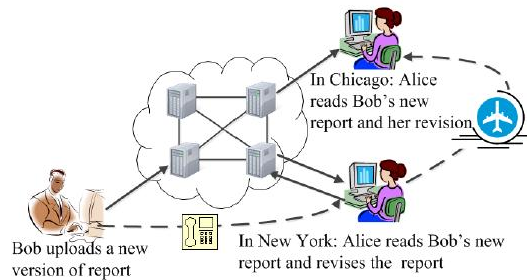 In Chicago: Alice
reads Bob's new
report and her revision
Bob uploads a new
version of report
In New York: Alice reads Bob's new
report and revises the report